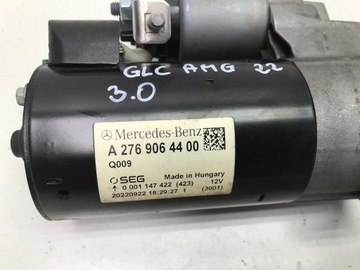 GLC AMG 22
3.0
Mercedes-Benz
A 276 906 44 00
Q009
SEG Made in Hungary
0 001 147 422 (423) 12V
20220922 18:29:27 1 (3001)